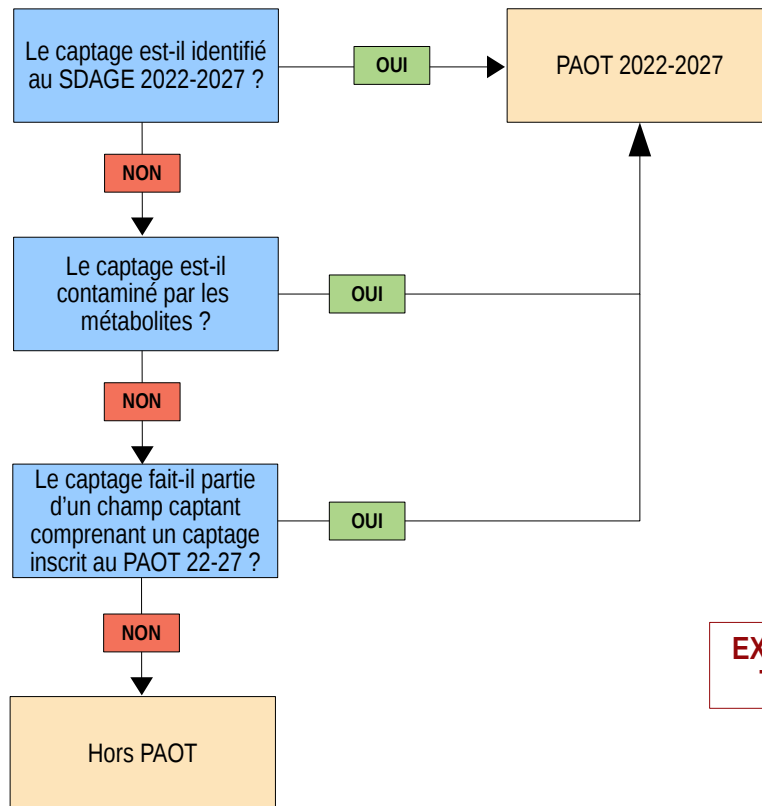 Le captage est-il identifié
au SDAGE 2022-2027 ?
OUI
PAOT 2022-2027
NON
Le captage est-il
contaminé par les
métabolites ?
OUI
NON
Le captage fait-il partie
d’un champ captant
comprenant un captage
inscrit au PAOT 22-27 ?
OUI
NON
Hors PAOT